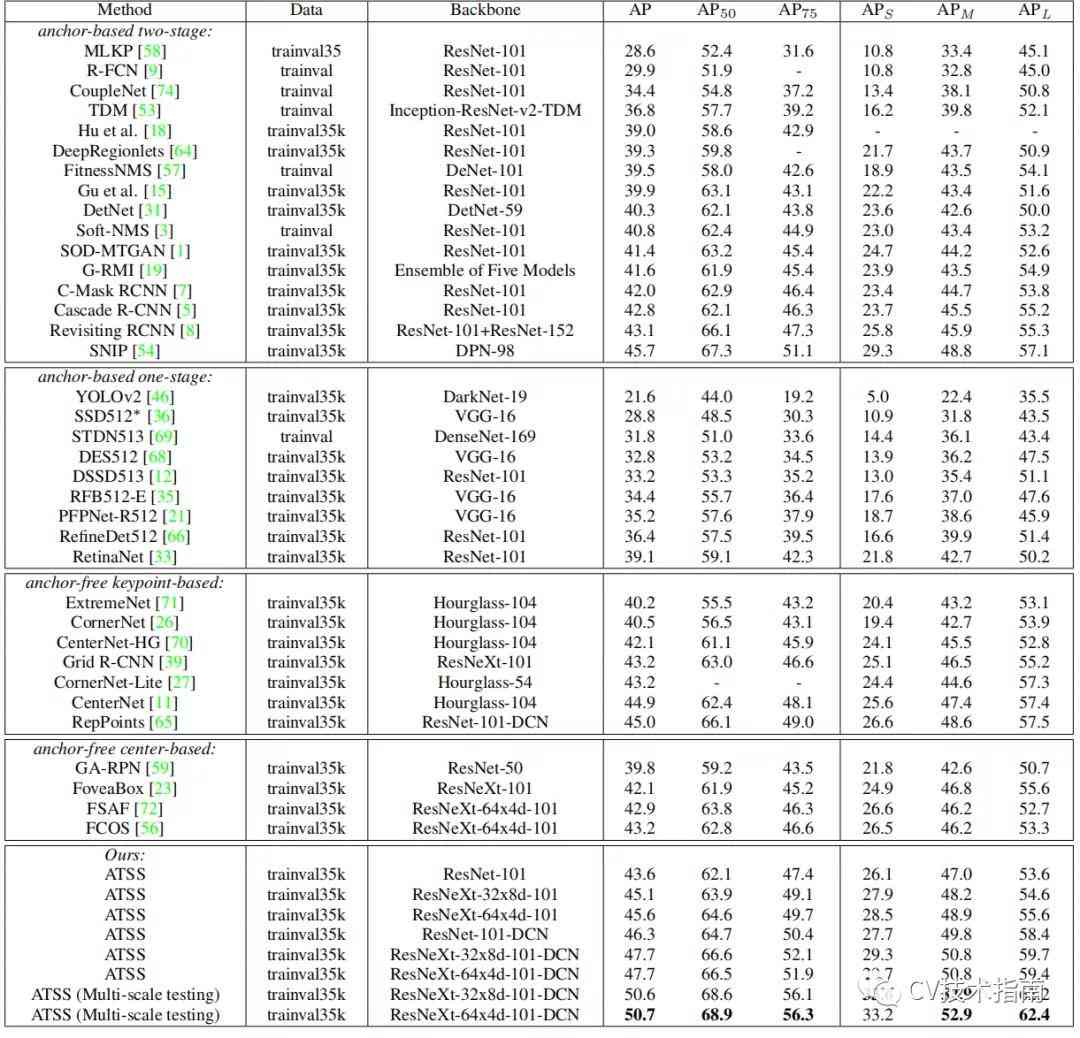 Method Data Backbone AP AP50 AP75 APS APM APL
anchor-based two-stage:
MLKP [58] trainval35 ResNet-101 28.6 52.4 31.6 10.8 33.4 45.1
R-FCN [9] trainval ResNet-101 29.9 51.9 - 10.8 32.8 45.0
CoupleNet [74] trainval ResNet-101 34.4 54.8 37.2 13.4 38.1 50.8
TDM [53] trainval Inception-ResNet-v2-TDM 36.8 57.7 39.2 16.2 39.8 52.1
Hu et al. [18] trainval35k ResNet-101 39.0 58.6 42.9 - - -
DeepRegionlets [64] trainval35k ResNet-101 39.3 59.8 - 21.7 43.7 50.9
FitnessNMS [57] trainval DeNet-101 39.5 58.0 42.6 18.9 43.5 54.1
Gu et al. [15] trainval35k ResNet-101 39.9 63.1 43.1 22.2 43.4 51.6
DetNet [31] trainval35k DetNet-59 40.3 62.1 43.8 23.6 42.6 50.0
Soft-NMS [3] trainval ResNet-101 40.8 62.4 44.9 23.0 43.4 53.2
SOD-MTGAN [1] trainval35k ResNet-101 41.4 63.2 45.4 24.7 44.2 52.6
G-RMI [19] trainval35k Ensemble of Five Models 41.6 61.9 45.4 23.9 43.5 54.9
C-Mask RCNN [7] trainval35k ResNet-101 42.0 62.9 46.4 23.4 44.7 53.8
Cascade R-CNN [5] trainval35k ResNet-101 42.8 62.1 46.3 23.7 45.5 55.2
Revisiting RCNN [8] trainval35k ResNet-101+ResNet-152 43.1 66.1 47.3 25.8 45.9 55.3
SNIP [54] trainval35k DPN-98 45.7 67.3 51.1 29.3 48.8 57.1
anchor-based one-stage:
YOLOv2 [46] trainval35k DarkNet-19 21.6 44.0 19.2 5.0 22.4 35.5
SSD512* [36] trainval35k VGG-16 28.8 48.5 30.3 10.9 31.8 43.5
STDN513 [69] trainval DenseNet-169 31.8 51.0 33.6 14.4 36.1 43.4
DES512 [68] trainval35k VGG-16 32.8 53.2 34.5 13.9 36.2 47.5
DSSD513 [12] trainval35k ResNet-101 33.2 53.3 35.2 13.0 35.4 51.1
RFB512-E [35] trainval35k VGG-16 34.4 55.7 36.4 17.6 37.0 47.6
PFPNet-R512 [21] trainval35k VGG-16 35.2 57.6 37.9 18.7 38.6 45.9
RefineDet512 [66] trainval35k ResNet-101 36.4 57.5 39.5 16.6 39.9 51.4
RetinaNet [33] trainval35k ResNet-101 39.1 59.1 42.3 21.8 42.7 50.2
anchor-free keypoint-based:
ExtremeNet [71] trainval35k Hourglass-104 40.2 55.5 43.2 20.4 43.2 53.1
CornerNet [26] trainval35k Hourglass-104 40.5 56.5 43.1 19.4 42.7 53.9
CenterNet-HG [70] trainval35k Hourglass-104 42.1 61.1 45.9 24.1 45.5 52.8
Grid R-CNN [39] trainval35k ResNeXt-101 43.2 63.0 46.6 25.1 46.5 55.2
CornerNet-Lite [27] trainval35k Hourglass-54 43.2 - - 24.4 44.6 57.3
CenterNet [11] trainval35k Hourglass-104 44.9 62.4 48.1 25.6 47.4 57.4
RepPoints [65] trainval35k ResNet-101-DCN 45.0 66.1 49.0 26.6 48.6 57.5
anchor-free center-based:
GA-RPN [59] trainval35k ResNet-50 39.8 59.2 43.5 21.8 42.6 50.7
FoveaBox [23] trainval35k ResNeXt-101 42.1 61.9 45.2 24.9 46.8 55.6
FSAF [72] trainval35k ResNeXt-64x4d-101 42.9 63.8 46.3 26.6 46.2 52.7
FCOS [56] trainval35k ResNeXt-64x4d-101 43.2 62.8 46.6 26.5 46.2 53.3
Ours:
ATSS trainval35k ResNet-101 43.6 62.1 47.4 26.1 47.0 53.6
ATSS trainval35k ResNeXt-32x8d-101 45.1 63.9 49.1 27.9 48.2 54.6
ATSS trainval35k ResNeXt-64x4d-101 45.6 64.6 49.7 28.5 48.9 55.6
ATSS trainval35k ResNet-101-DCN 46.3 64.7 50.4 27.7 49.8 58.4
ATSS trainval35k ResNeXt-32x8d-101-DCN 47.7 66.6 52.1 29.3 50.8 59.7
ATSS trainval35k ResNeXt-64x4d-101-DCN 47.7 66.5 51.9 50.8 59.4
ATSS (Multi-scale testing) trainval35k ResNeXt-32x8d-101-DCN 50.6 68.6 56.1
CV技术指南
ATSS (Multi-scale testing) trainval35k ResNeXt-64x4d-101-DCN 50.7 68.9 56.3 33.2 52.9 62.4